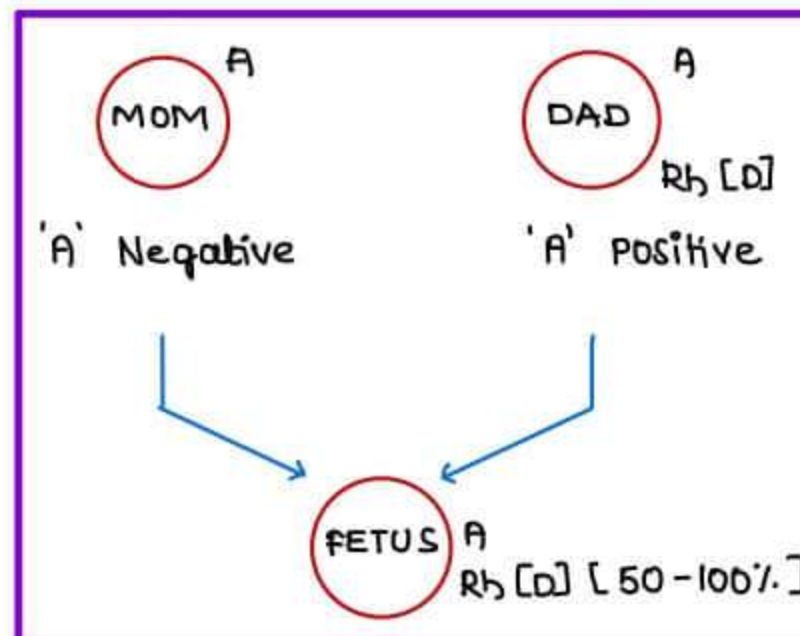 A
MOM
'A' Negative
A
DAD
Rh [D]
'A' Positive
FETUS
A
Rh [D] [50-100%]